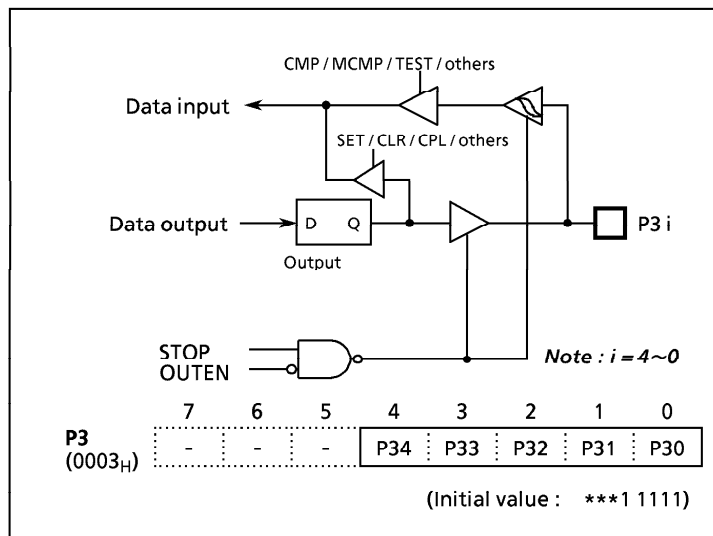 CMP / MCMP / TEST / others
Data input
SET / CLR / CPL / others
Data output
D Q
P3 i
Output
STOP
OUTEN
Note : i = 4~0
7 6 5 4 3 2 1 0
P3 - - - P34 P33 P32 P31 P30
(0003H)
(Initial value : ***1 1111)